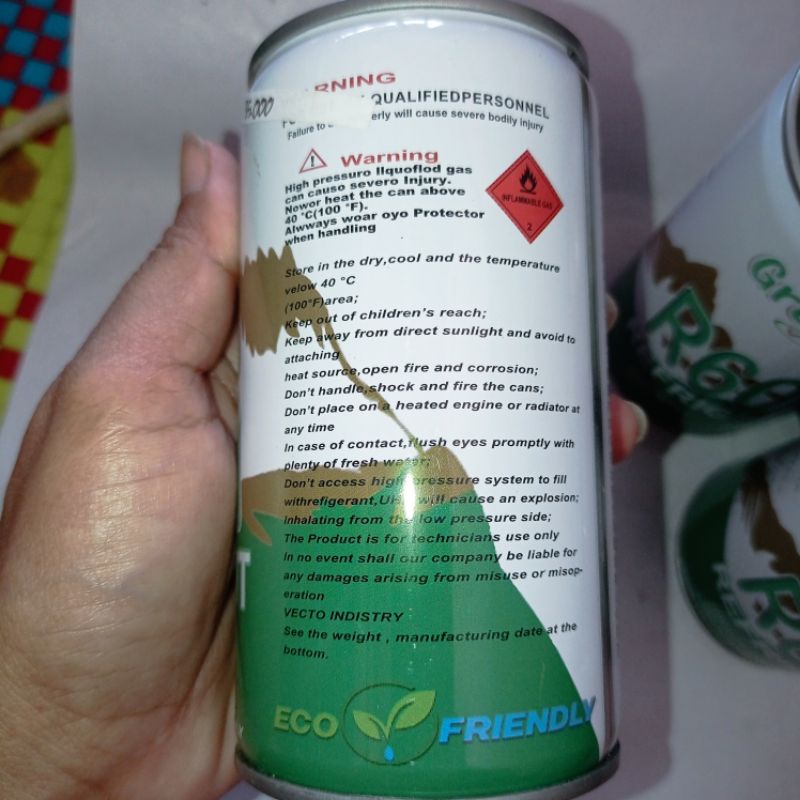 WARNING
QUALIFIEDPERSONNEL
Failure to erly will cause severe bodily injury
Warning
High pressuro llquoflod gas
can causo severo Injury.
Nowor heat the can above
40 °C(100 °F).
Alwways woar oyo Protector
when handling
INFLAMMABLE GAS
2
Store in the dry,cool and the temperature
velow 40 °C
(100°F)area;
Keep out of children's reach;
Keep away from direct sunlight and avoid to
attaching
heat source,open fire and corrosion;
Don't handle,shock and fire the cans;
Don't place on a heated engine or radiator at
any time
In case of contact,flush eyes promptly with
plenty of fresh water;
Don't access high pressure system to fill
withrefigerant, will cause an explosion;
Inhalating from the low pressure side;
The Product is for technicians use only
In no event shall our company be liable for
any damages arising from misuse or misop-
eration
VECTO INDISTRY
See the weight , manufacturing date at the
bottom.
ECO FRIENDLY
T